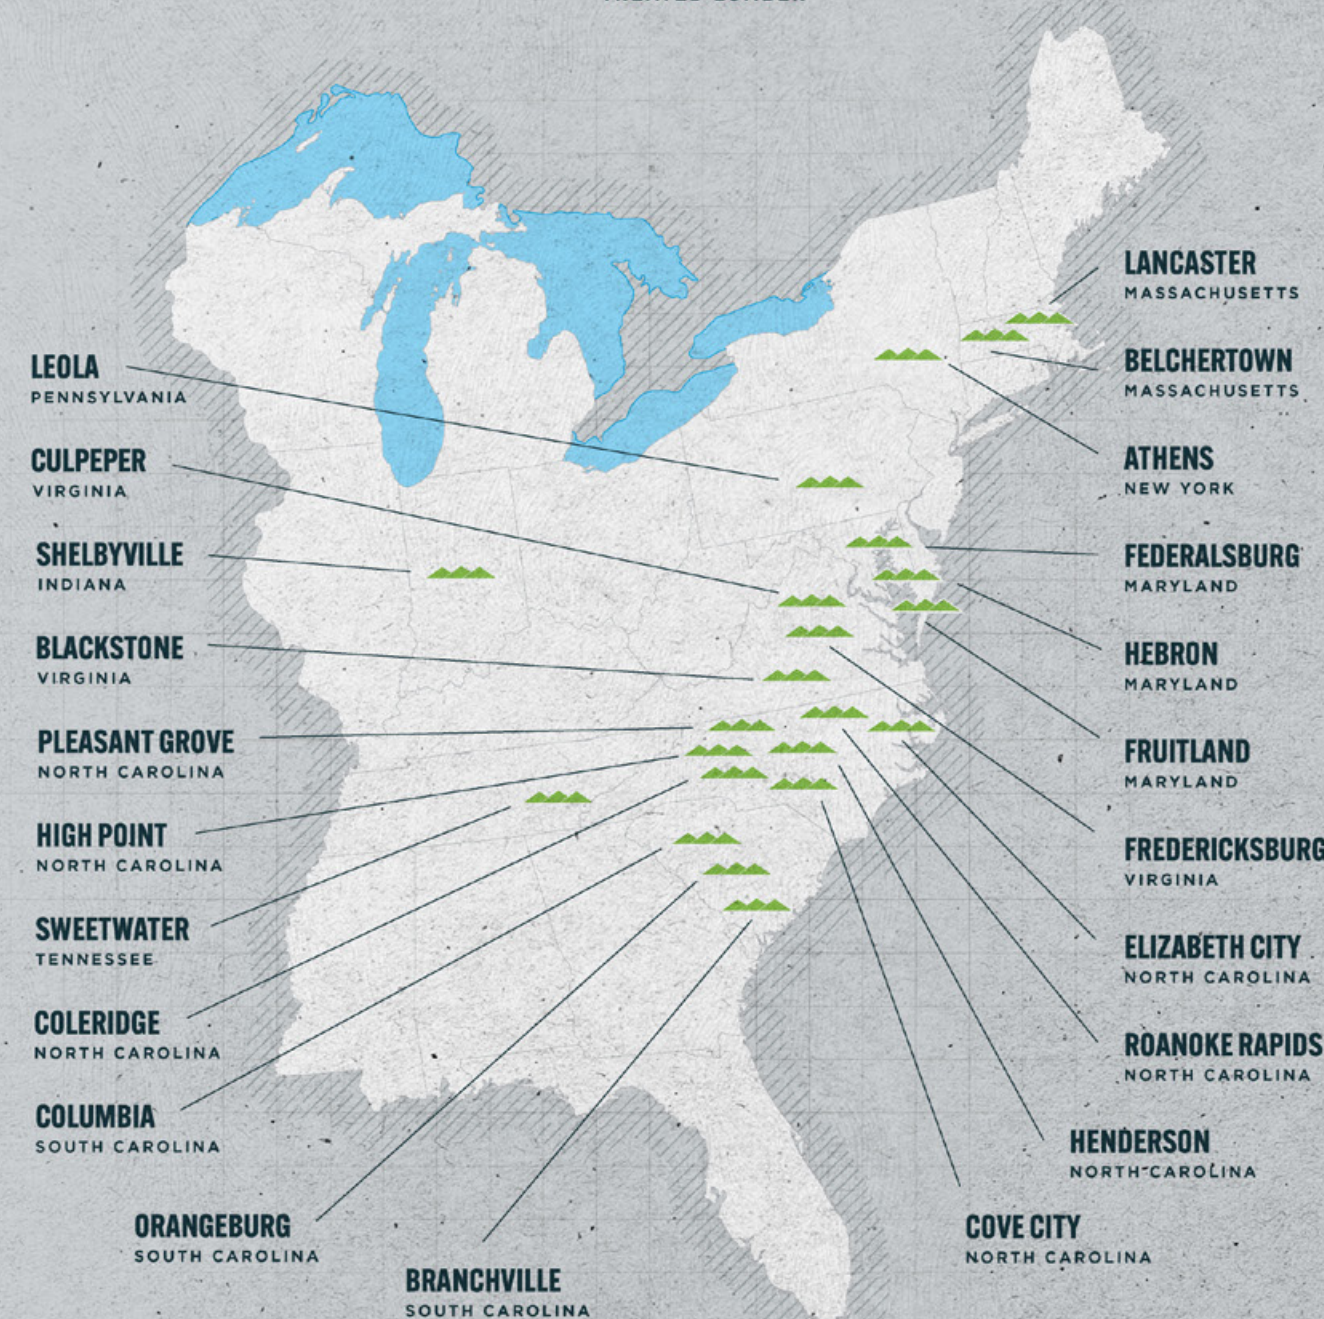 LANCASTER
MASSACHUSETTS
BELCHERTOWN
MASSACHUSETTS
ATHENS
NEW YORK
FEDERALSBURG
MARYLAND
HEBRON
MARYLAND
FRUITLAND
MARYLAND
FREDERICKSBURG
VIRGINIA
ELIZABETH CITY
NORTH CAROLINA
ROANOKE RAPIDS
NORTH CAROLINA
HENDERSON
NORTH CAROLINA
COVE CITY
NORTH CAROLINA
LEOLA
PENNSYLVANIA
CULPEPER
VIRGINIA
SHELBYVILLE
INDIANA
BLACKSTONE
VIRGINIA
PLEASANT GROVE
NORTH CAROLINA
HIGH POINT
NORTH CAROLINA
SWEETWATER
TENNESSEE
COLERIDGE
NORTH CAROLINA
COLUMBIA
SOUTH CAROLINA
ORANGEBURG
SOUTH CAROLINA
BRANCHVILLE
SOUTH CAROLINA